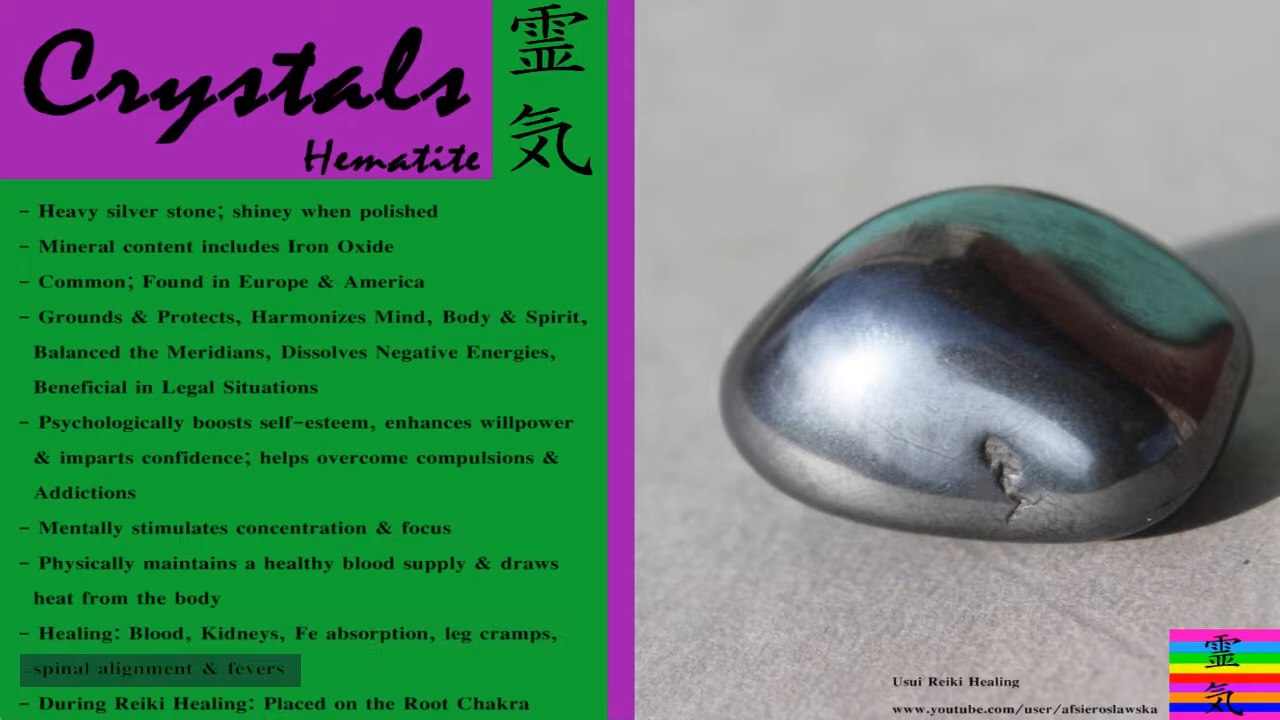 Crystals
Hematite
霊
気
- Heavy silver stone; shiney when polished
- Mineral content includes Iron Oxide
- Common; Found in Europe & America
- Grounds & Protects, Harmonizes Mind, Body & Spirit,
Balanced the Meridians, Dissolves Negative Energies,
Beneficial in Legal Situations
- Psychologically boosts self-esteem, enhances willpower
& imparts confidence; helps overcome compulsions &
Addictions
- Mentally stimulates concentration & focus
- Physically maintains a healthy blood supply & draws
heat from the body
- Healing: Blood, Kidneys, Fe absorption, leg cramps,
spinal alignment & fevers
- During Reiki Healing: Placed on the Root Chakra
Usui Reiki Healing
www.youtube.com/user/afsieroslawska
霊
気